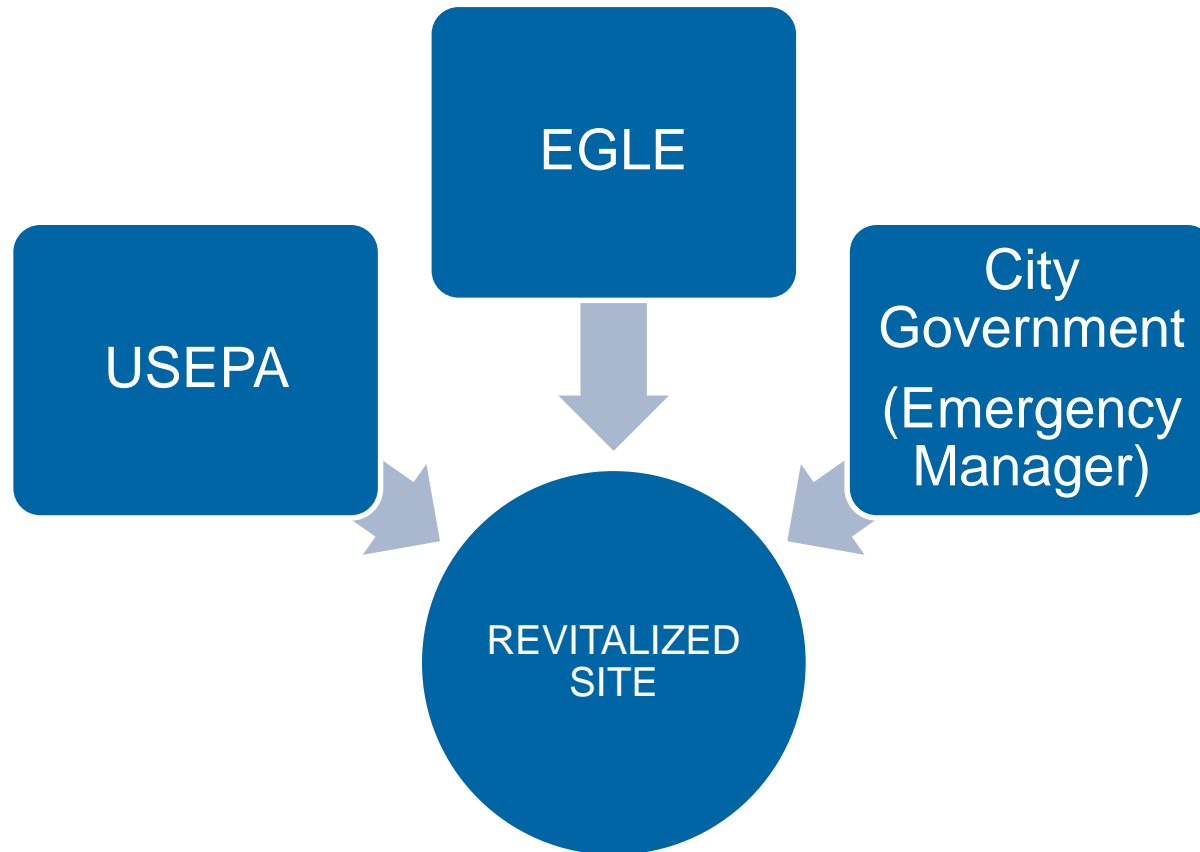 EGLE
USEPA
City
Government
(Emergency
Manager)
REVITALIZED
SITE